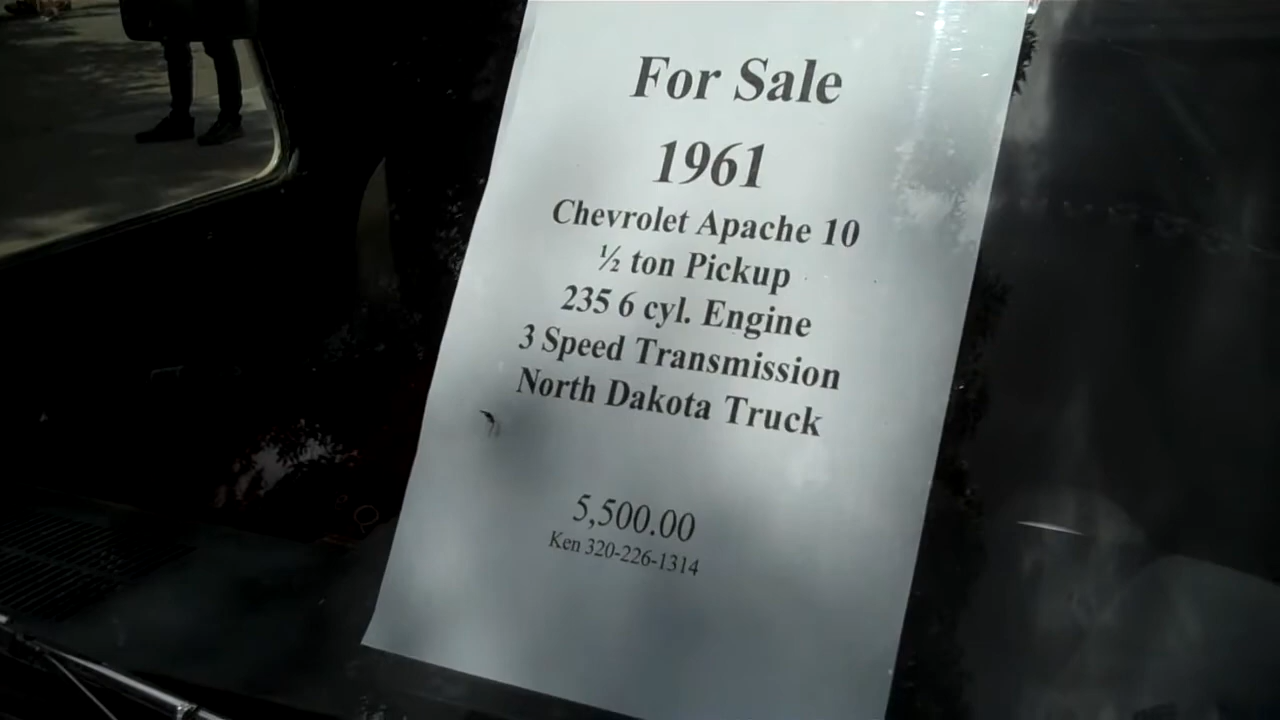 For Sale
1961
Chevrolet Apache 10
½ ton Pickup
235 6 cyl. Engine
3 Speed Transmission
North Dakota Truck
5,500.00
Ken 320-226-1314